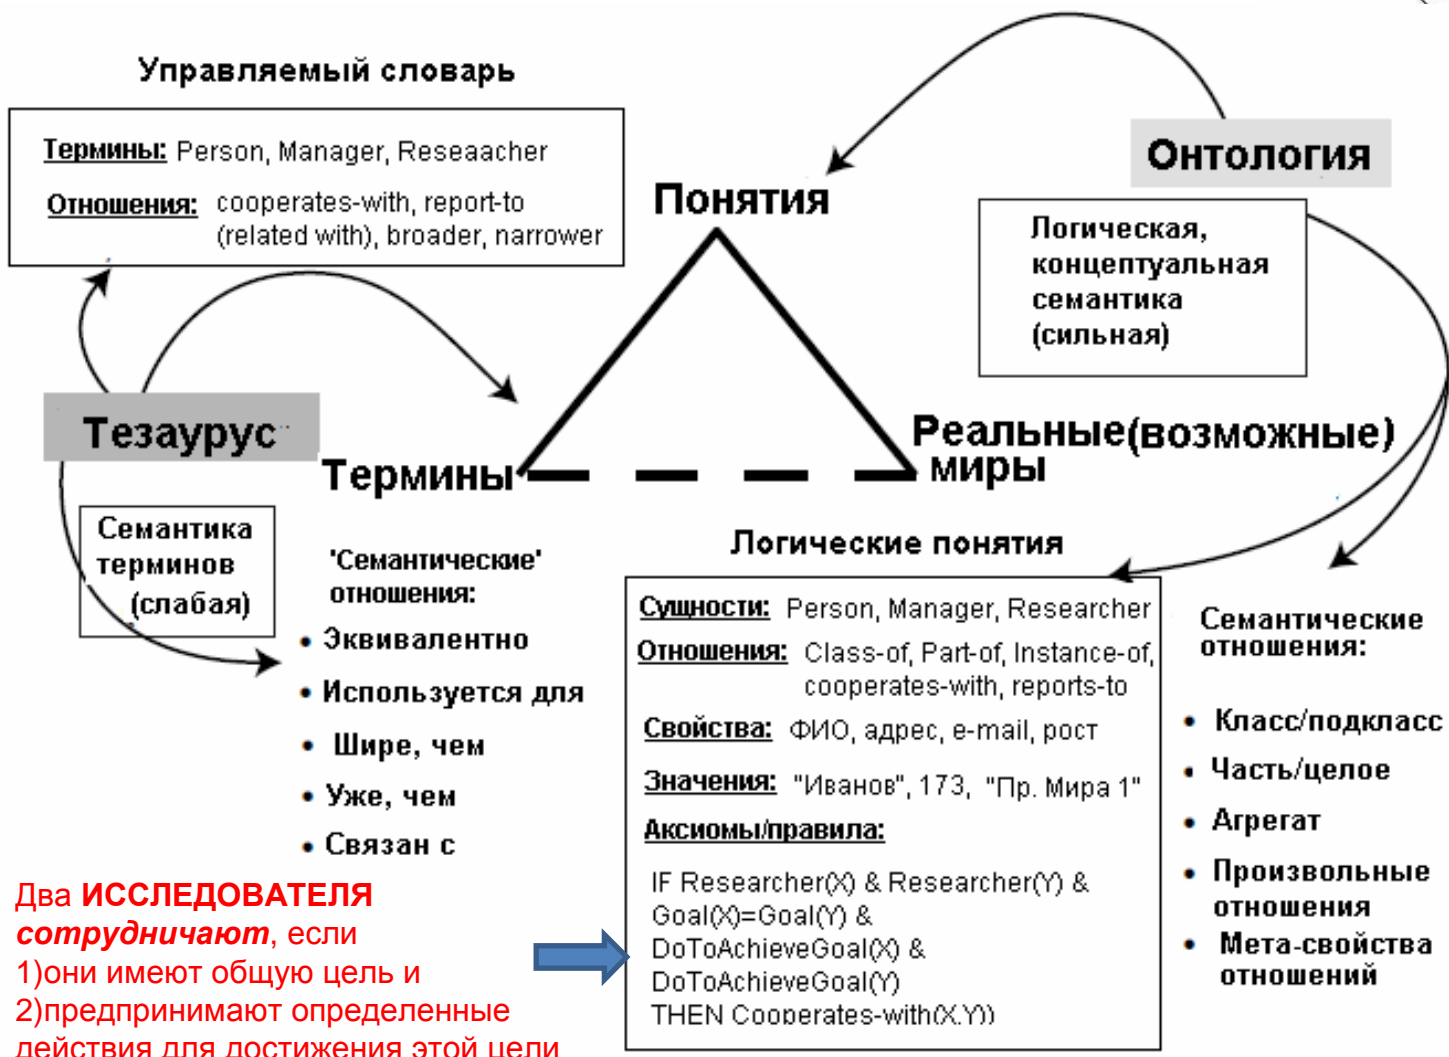 Управляемый словарь
Термины: Person, Manager, Reseaacher
Отношения: cooperates-with, report-to
(related with), broader, narrower
Понятия
Онтология
Логическая,
концептуальная
семантика
(сильная)
Тезаурус
Термины
Реальные(возможные)
миры
Семантика
терминов
(слабая)
'Семантические'
отношения:
• Эквивалентно
• Используется для
• Шире, чем
• Уже, чем
• Связан с
Логические понятия
Сущности: Person, Manager, Researcher
Отношения: Class-of, Part-of, Instance-of,
cooperates-with, reports-to
Свойства: ФИО, адрес, e-mail, рост
Значения: "Иванов", 173, "Пр. Мира 1"
Аксиомы/правила:
IF Researcher(X) & Researcher(Y) &
Goal(X)=Goal(Y) &
DoToAchieveGoal(X) &
DoToAchieveGoal(Y)
THEN Cooperates-with(X,Y))
Семантические
отношения:
• Класс/подкласс
• Часть/целое
• Агрегат
• Произвольные
отношения
• Мета-свойства
отношений
Два ИССЛЕДОВАТЕЛЯ
сотрудничают, если
1)они имеют общую цель и
2)предпринимают определенные
действия для достижения этой цели